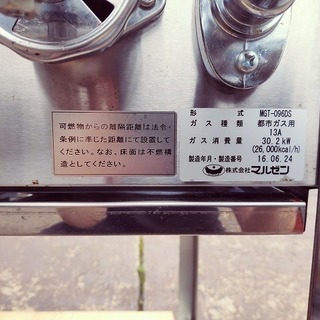 可燃物からの離隔距離は法令・
条例に準じた距離にて設置して
ください。なお、床面は不燃構
造としてください。
形 式 MGT-096DS
ガス種類 都市ガス用
13A
ガス消費量 30.2 kW
(26,000kcal/h)
製造年月・製造番号 16.06.24
株式会社マルゼン